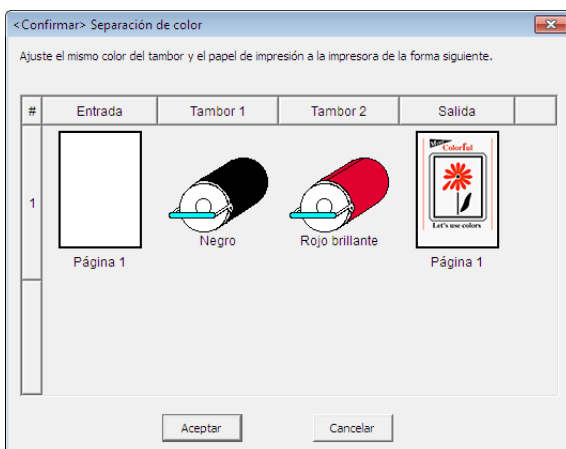 <Confirmar> Separación de color
Ajuste el mismo color del tambor y el papel de impresión a la impresora de la forma siguiente.
# Entrada Tambor 1 Tambor 2 Salida
1
Colorful
Let's use colors
Negro Rojo brillante
Página 1 Página 1
Aceptar Cancelar